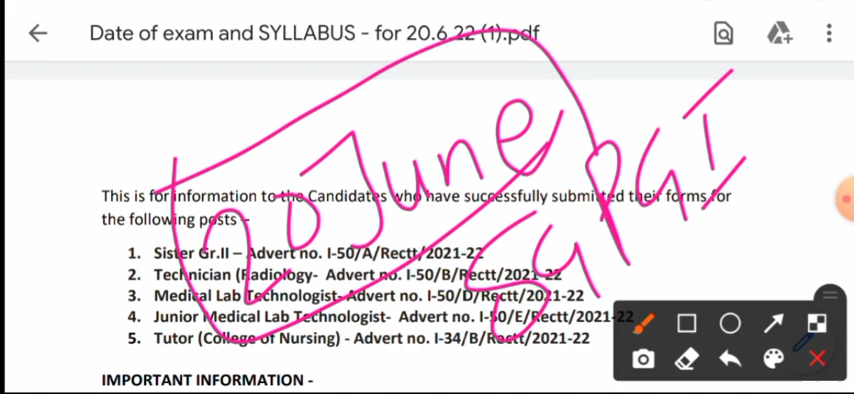 Date of exam and SYLLABUS - for 20.6.22 (1).pdf
20 June
SGPGI
This is for information to the Candidates who have successfully submitted their forms for
the following posts -
1. Sister Gr.II – Advert no. I-50/A/Rectt/2021-22
2. Technician (Radiology- Advert no. I-50/B/Rectt/2021-22
3. Medical Lab Technologist- Advert no. I-50/D/Rectt/2021-22
4. Junior Medical Lab Technologist- Advert no. I-50/E/Rectt/2021-22
5. Tutor (College of Nursing) - Advert no. I-34/B/Rectt/2021-22
IMPORTANT INFORMATION -